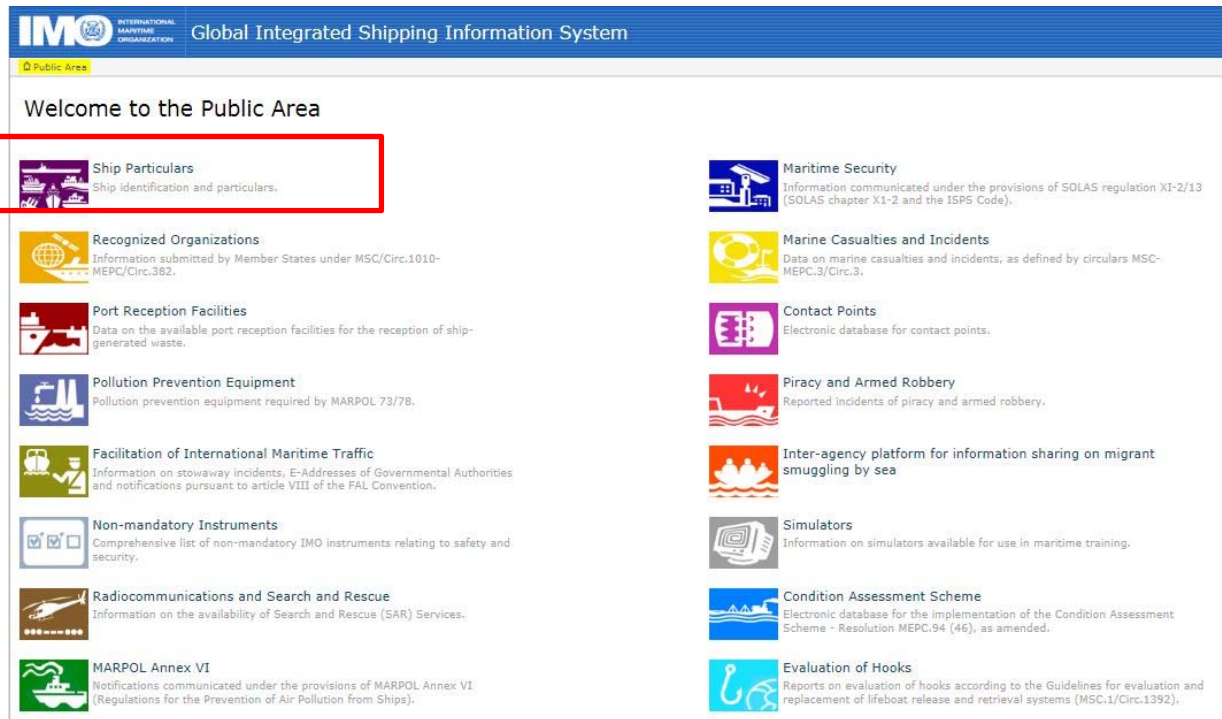 IMO INTERNATIONAL
MARITIME
ORGANIZATION
Global Integrated Shipping Information System
Public Area
Welcome to the Public Area
Ship Particulars
Ship identification and particulars.
Recognized Organizations
Information submitted by Member States under MSC/Circ.1010-
MEPC/Circ.382.
Port Reception Facilities
Data on the available port reception facilities for the reception of ship-
generated waste.
Pollution Prevention Equipment
Pollution prevention equipment required by MARPOL 73/78.
Facilitation of International Maritime Traffic
Information on stowaway incidents, E-Addresses of Governmental Authorities
and notifications pursuant to article VIII of the FAL Convention.
Non-mandatory Instruments
Comprehensive list of non-mandatory IMO instruments relating to safety and
security.
Radiocommunications and Search and Rescue
Information on the availability of Search and Rescue (SAR) Services.
MARPOL Annex VI
Notifications communicated under the provisions of MARPOL Annex VI
(Regulations for the Prevention of Air Pollution from Ships).
Maritime Security
Information communicated under the provisions of SOLAS regulation XI-2/13
(SOLAS chapter X1-2 and the ISPS Code).
Marine Casualties and Incidents
Data on marine casualties and incidents, as defined by circulars MSC-
MEPC.3/Circ.3.
Contact Points
Electronic database for contact points.
Piracy and Armed Robbery
Reported incidents of piracy and armed robbery.
Inter-agency platform for information sharing on migrant
smuggling by sea
Simulators
Information on simulators available for use in maritime training.
Condition Assessment Scheme
Electronic database for the implementation of the Condition Assessment
Scheme - Resolution MEPC.94 (46), as amended.
Evaluation of Hooks
Reports on evaluation of hooks according to the Guidelines for evaluation and
replacement of lifeboat release and retrieval systems (MSC.1/Circ.1392).